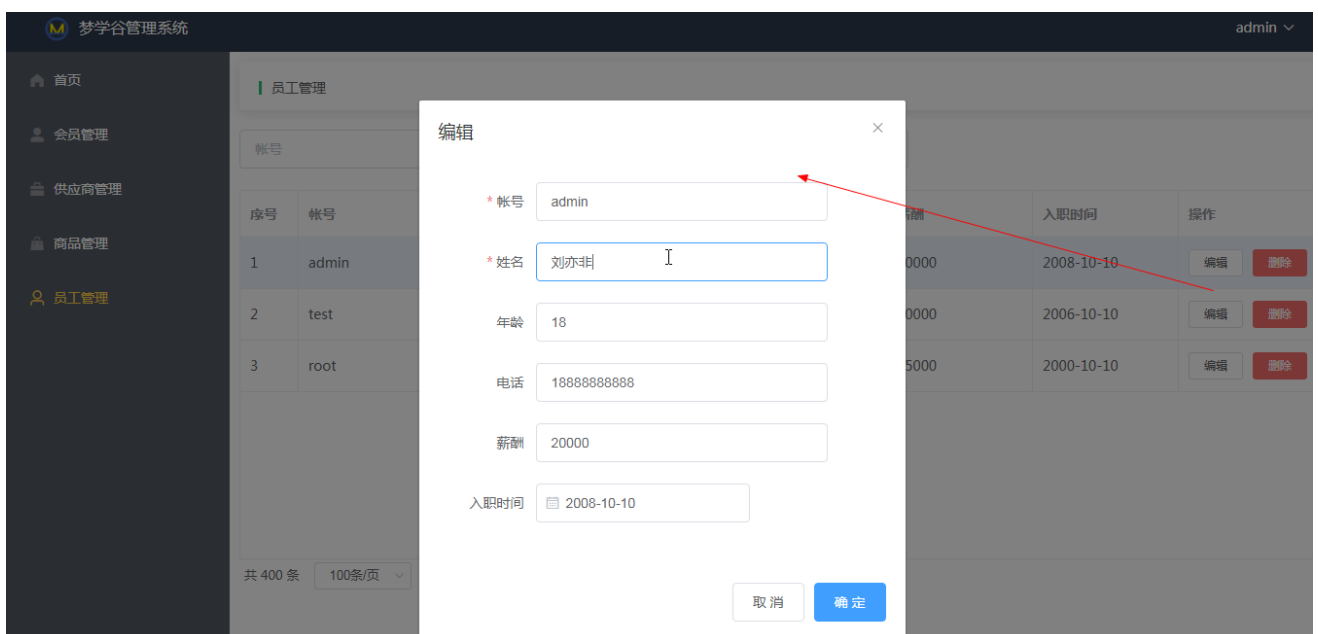 梦学谷管理系统
admin
首页
会员管理
供应商管理
商品管理
员工管理
员工管理
帐号
序号 帐号 薪酬 入职时间 操作
1 admin 0000 2008-10-10 编辑 删除
2 test 0000 2006-10-10 编辑 删除
3 root 5000 2000-10-10 编辑 删除
共 400 条 100条/页
编辑
* 帐号 admin
* 姓名 刘亦非
年龄 18
电话 18888888888
薪酬 20000
入职时间 2008-10-10
取消 确定